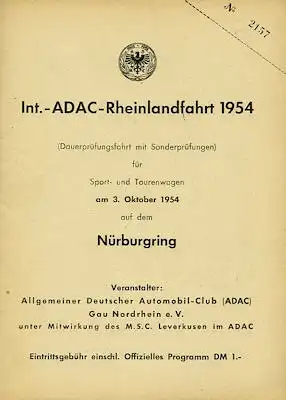 № 2157
Int.-ADAC-Rheinlandfahrt 1954
(Dauerprüfungsfahrt mit Sonderprüfungen)
für
Sport- und Tourenwagen
am 3. Oktober 1954
auf dem
Nürburgring
Veranstalter:
Allgemeiner Deutscher Automobil-Club (ADAC)
Gau Nordrhein e. V.
unter Mitwirkung des M.S.C. Leverkusen im ADAC
Eintrittsgebühr einschl. Offizielles Programm DM 1.-